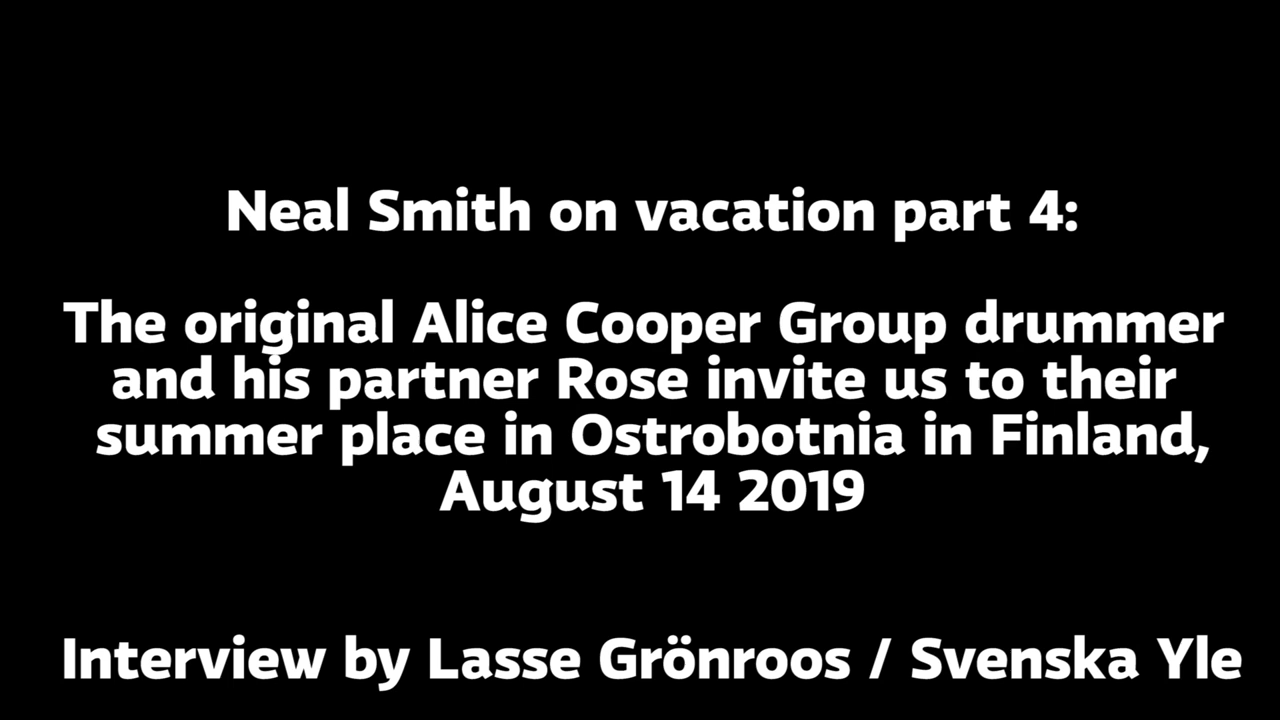 Neal Smith on vacation part 4:
The original Alice Cooper Group drummer
and his partner Rose invite us to their
summer place in Ostrobotnia in Finland,
August 14 2019
Interview by Lasse Grönroos / Svenska Yle